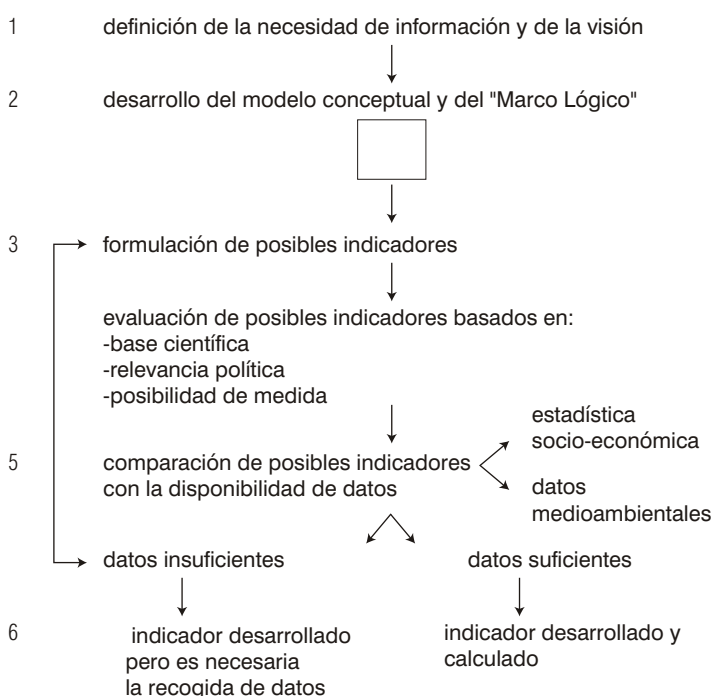 1 definición de la necesidad de información y de la visión
2 desarrollo del modelo conceptual y del "Marco Lógico"
3 formulación de posibles indicadores
evaluación de posibles indicadores basados en:
-base científica
-relevancia política
-posibilidad de medida
estadística
socio-económica
5 comparación de posibles indicadores
con la disponibilidad de datos
datos
medioambientales
datos insuficientes
datos suficientes
6 indicador desarrollado
pero es necesaria
la recogida de datos
indicador desarrollado y
calculado